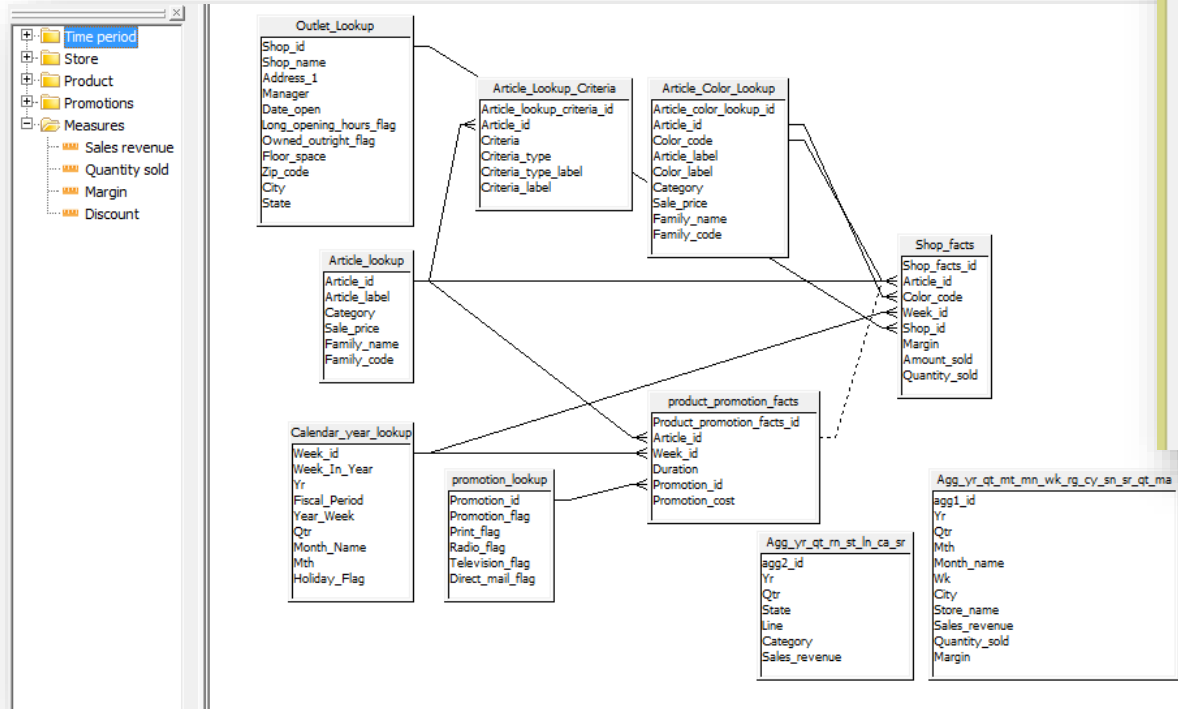 Time period
Store
Product
Promotions
Measures
Sales revenue
Quantity sold
Margin
Discount
Outlet_Lookup
Shop_id
Shop_name
Address_1
Manager
Date_open
Long_opening_hours_flag
Owned_outright_flag
Floor_space
Zip_code
City
State
Article_Lookup_Criteria
Article_lookup_criteria_id
Article_id
Criteria
Criteria_type
Criteria_type_label
Criteria_label
Article_Color_Lookup
Article_color_lookup_id
Article_id
Color_code
Article_label
Color_label
Category
Sale_price
Family_name
Family_code
Shop_facts
Shop_facts_id
Article_id
Color_code
Week_id
Shop_id
Margin
Amount_sold
Quantity_sold
Article_lookup
Article_id
Article_label
Category
Sale_price
Family_name
Family_code
product_promotion_facts
Product_promotion_facts_id
Article_id
Week_id
Duration
Promotion_id
Promotion_cost
Calendar_year_lookup
Week_id
Week_In_Year
Yr
Fiscal_Period
Year_Week
Qtr
Month_Name
Mth
Holiday_Flag
promotion_lookup
Promotion_id
Promotion_flag
Print_flag
Radio_flag
Television_flag
Direct_mail_flag
Agg_yr_qt_rn_st_ln_ca_sr
agg2_id
Yr
Qtr
State
Line
Category
Sales_revenue
Agg_yr_qt_mt_mn_wk_rg_cy_sn_sr_qt_ma
agg1_id
Yr
Qtr
Mth
Month_name
Wk
City
Store_name
Sales_revenue
Quantity_sold
Margin